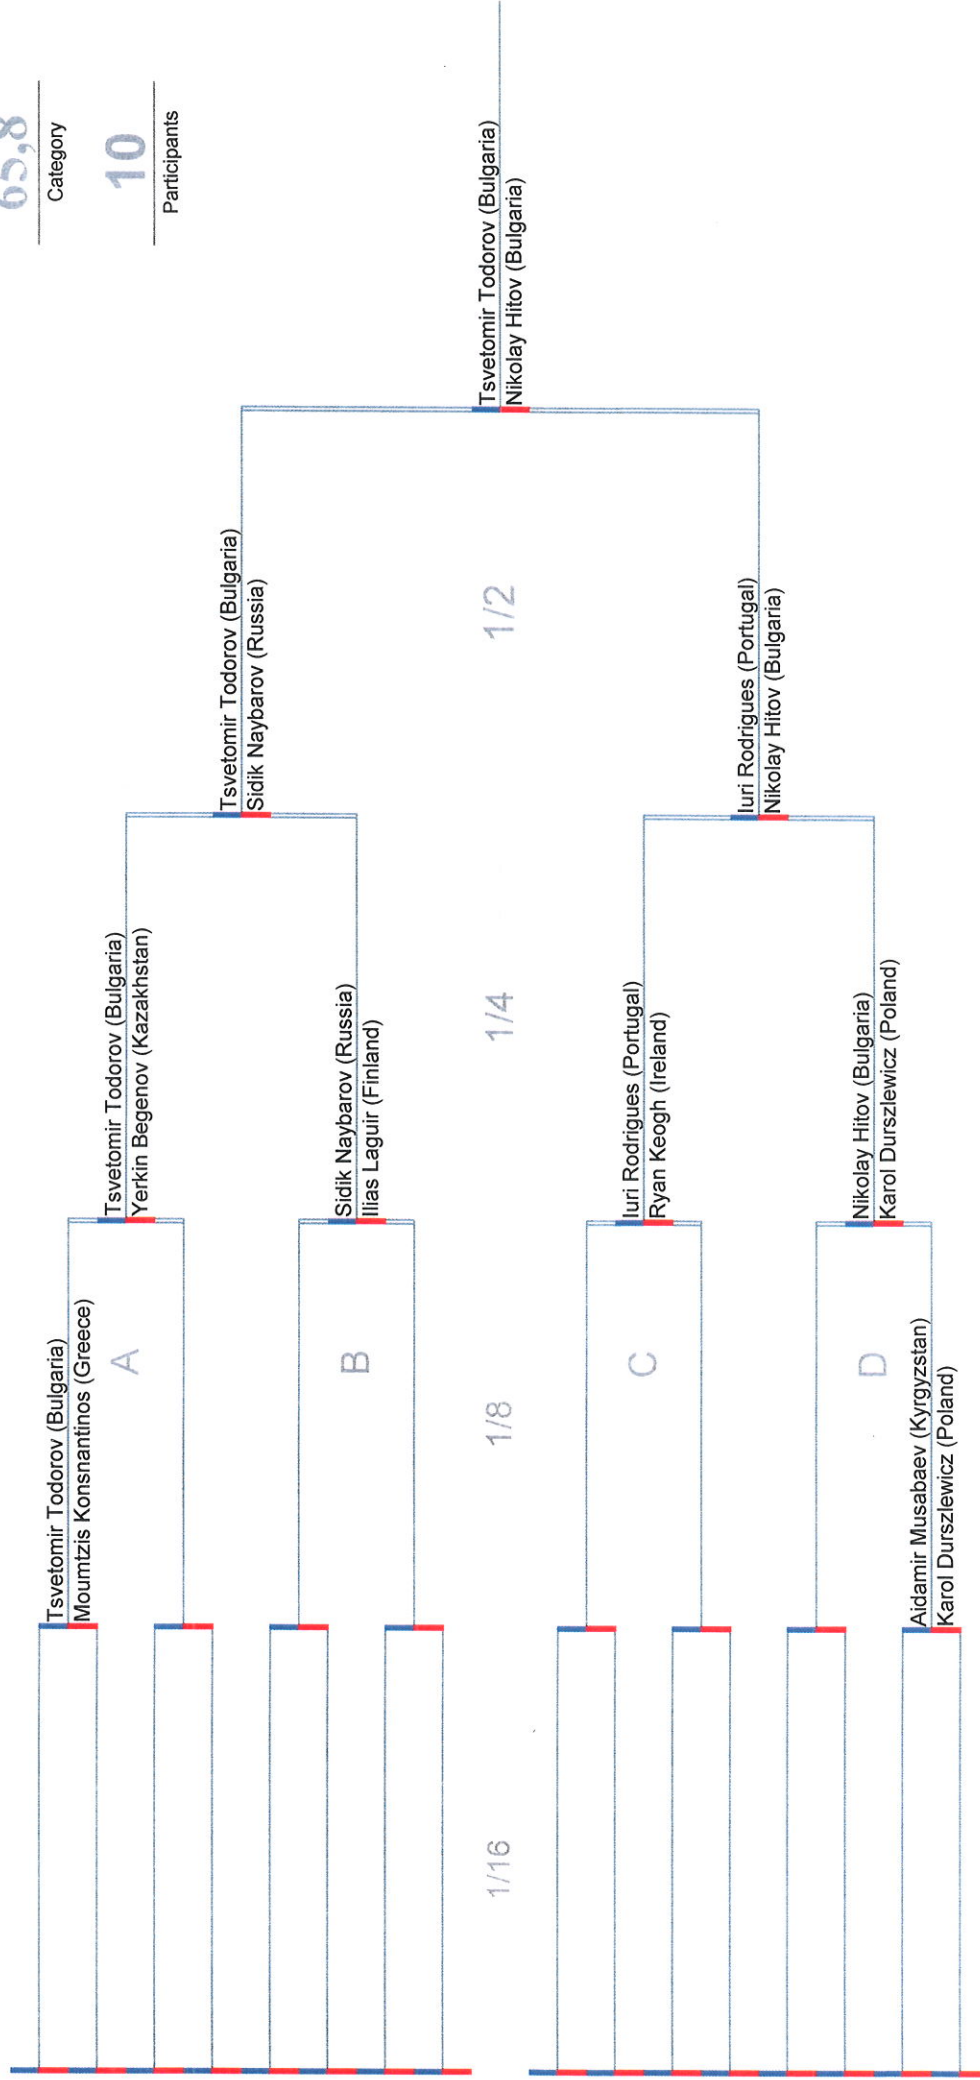 65,8
Category
10
Participants
Tsvetomir Todorov (Bulgaria)
Moumtzis Konsnantinos (Greece)
A
Tsvetomir Todorov (Bulgaria)
Yerkin Begenov (Kazakhstan)
Tsvetomir Todorov (Bulgaria)
Sidik Naybarov (Russia)
B
Sidik Naybarov (Russia)
Ilias Laguir (Finland)
1/16
1/8
1/4
1/2
Tsvetomir Todorov (Bulgaria)
Nikolay Hitov (Bulgaria)
C
Iuri Rodrigues (Portugal)
Ryan Keogh (Ireland)
Iuri Rodrigues (Portugal)
Nikolay Hitov (Bulgaria)
D
Nikolay Hitov (Bulgaria)
Karol Durszlewicz (Poland)
Aidamir Musabaev (Kyrgyzstan)
Karol Durszlewicz (Poland)